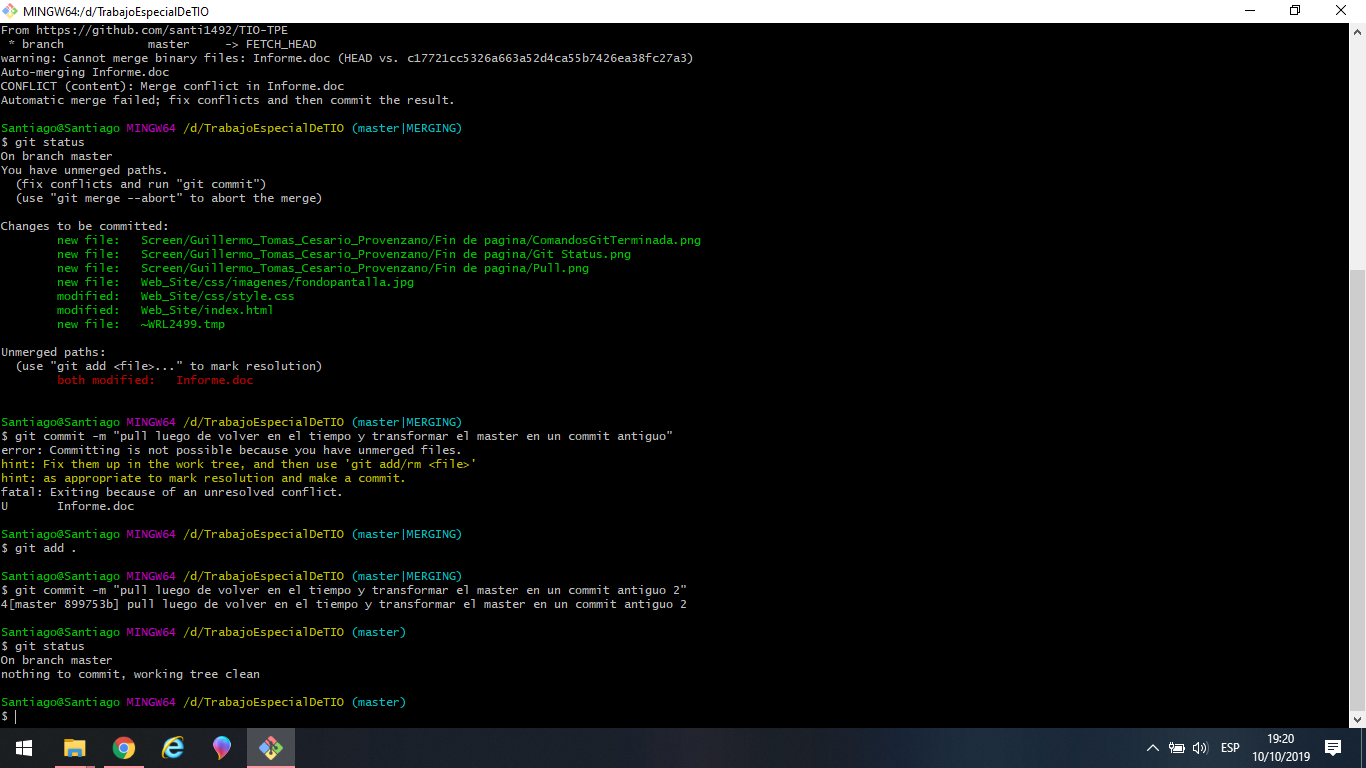 MINGW64:/d/TrabajoEspecialDeTIO
From https://github.com/santi1492/TIO-TPE
 * branch            master     -> FETCH_HEAD
warning: Cannot merge binary files: Informe.doc (HEAD vs. c17721cc5326a663a52d4ca55b7426ea38fc27a3)
Auto-merging Informe.doc
CONFLICT (content): Merge conflict in Informe.doc
Automatic merge failed; fix conflicts and then commit the result.

Santiago@Santiago MINGW64 /d/TrabajoEspecialDeTIO (master|MERGING)
$ git status
On branch master
You have unmerged paths.
  (fix conflicts and run "git commit")
  (use "git merge --abort" to abort the merge)

Changes to be committed:
        new file:   Screen/Guillermo_Tomas_Cesario_Provenzano/Fin de pagina/ComandosGitTerminada.png
        new file:   Screen/Guillermo_Tomas_Cesario_Provenzano/Fin de pagina/Git Status.png
        new file:   Screen/Guillermo_Tomas_Cesario_Provenzano/Fin de pagina/Pull.png
        new file:   Web_Site/css/imagenes/fondopantalla.jpg
        modified:   Web_Site/css/style.css
        modified:   Web_Site/index.html
        new file:   ~WRL2499.tmp

Unmerged paths:
  (use "git add <file>..." to mark resolution)
        both modified:   Informe.doc

Santiago@Santiago MINGW64 /d/TrabajoEspecialDeTIO (master|MERGING)
$ git commit -m "pull luego de volver en el tiempo y transformar el master en un commit antiguo"
error: Committing is not possible because you have unmerged files.
hint: Fix them up in the work tree, and then use 'git add/rm <file>'
hint: as appropriate to mark resolution and make a commit.
fatal: Exiting because of an unresolved conflict.
U       Informe.doc

Santiago@Santiago MINGW64 /d/TrabajoEspecialDeTIO (master|MERGING)
$ git add .

Santiago@Santiago MINGW64 /d/TrabajoEspecialDeTIO (master|MERGING)
$ git commit -m "pull luego de volver en el tiempo y transformar el master en un commit antiguo 2"
4[master 899753b] pull luego de volver en el tiempo y transformar el master en un commit antiguo 2

Santiago@Santiago MINGW64 /d/TrabajoEspecialDeTIO (master)
$ git status
On branch master
nothing to commit, working tree clean

Santiago@Santiago MINGW64 /d/TrabajoEspecialDeTIO (master)
$
ESP
19:20
10/10/2019